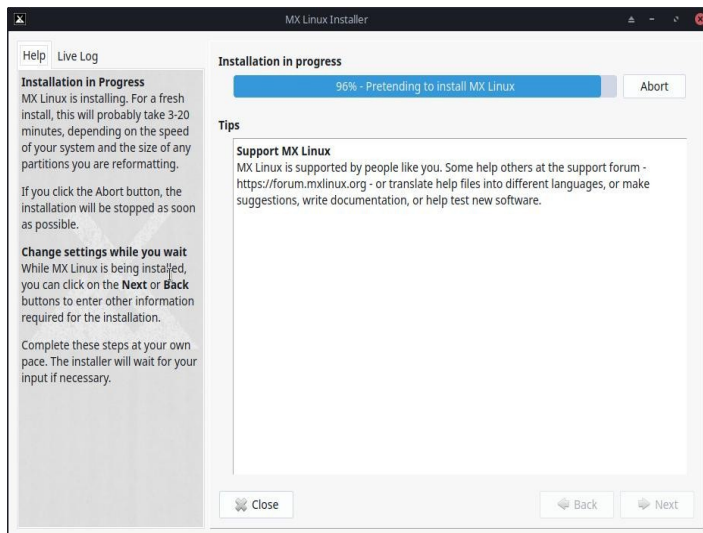 MX Linux Installer
Help
Live Log
Installation in Progress
MX Linux is installing. For a fresh
install, this will probably take 3-20
minutes, depending on the speed
of your system and the size of any
partitions you are reformatting.
If you click the Abort button, the
installation will be stopped as soon
as possible.
Change settings while you wait
While MX Linux is being installed,
you can click on the Next or Back
buttons to enter other information
required for the installation.
Complete these steps at your own
pace. The installer will wait for your
input if necessary.
Installation in progress
96% - Pretending to install MX Linux
Abort
Tips
Support MX Linux
MX Linux is supported by people like you. Some help others at the support forum -
https://forum.mxlinux.org - or translate help files into different languages, or make
suggestions, write documentation, or help test new software.
Close
Back
Next